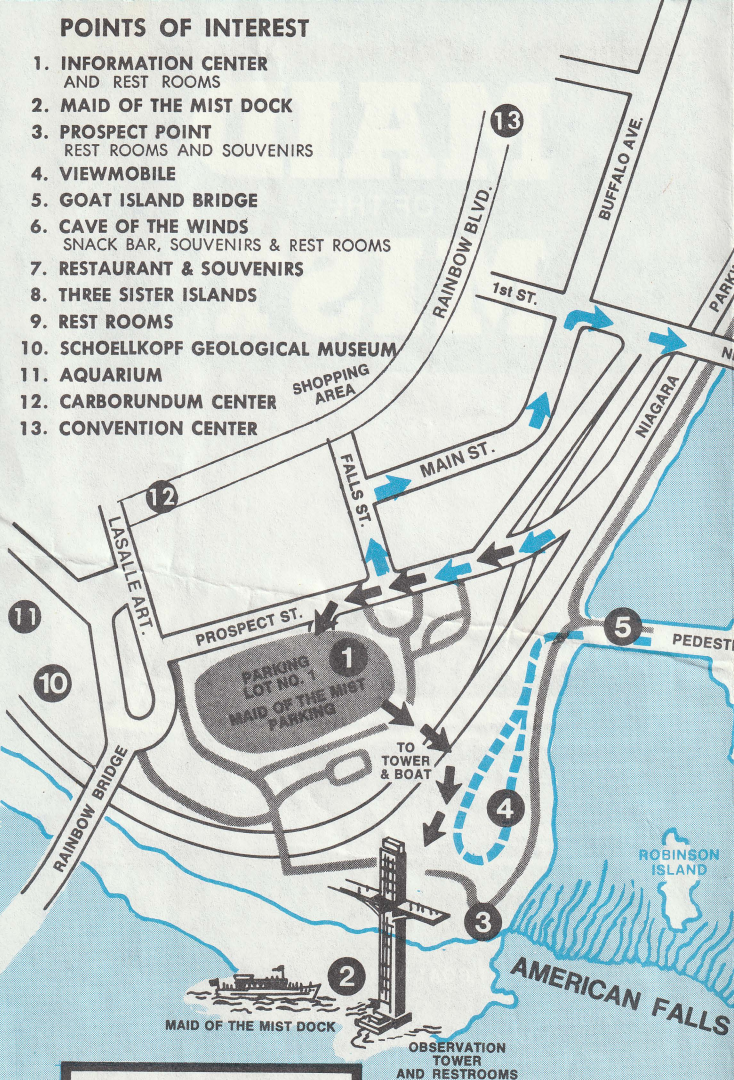 POINTS OF INTEREST
1. INFORMATION CENTER
AND REST ROOMS
2. MAID OF THE MIST DOCK
3. PROSPECT POINT
REST ROOMS AND SOUVENIRS
4. VIEWMOBILE
5. GOAT ISLAND BRIDGE
6. CAVE OF THE WINDS
SNACK BAR, SOUVENIRS & REST ROOMS
7. RESTAURANT & SOUVENIRS
8. THREE SISTER ISLANDS
9. REST ROOMS
10. SCHOELLKOPF GEOLOGICAL MUSEUM
11. AQUARIUM
12. CARBORUNDUM CENTER
13. CONVENTION CENTER
13
BUFFALO AVE.
RAINBOW BLVD.
1st ST.
PARKW
NI
NIAGARA
SHOPPING
AREA
MAIN ST.
FALLS ST.
12
LASALLE ART.
PROSPECT ST.
11
10
1
PARKING
LOT NO. 1
MAID OF THE MIST
PARKING
5
PEDESTI
TO
TOWER
& BOAT
4
RAINBOW BRIDGE
ROBINSON
ISLAND
3
2
AMERICAN FALLS
MAID OF THE MIST DOCK
OBSERVATION
TOWER
AND RESTROOMS